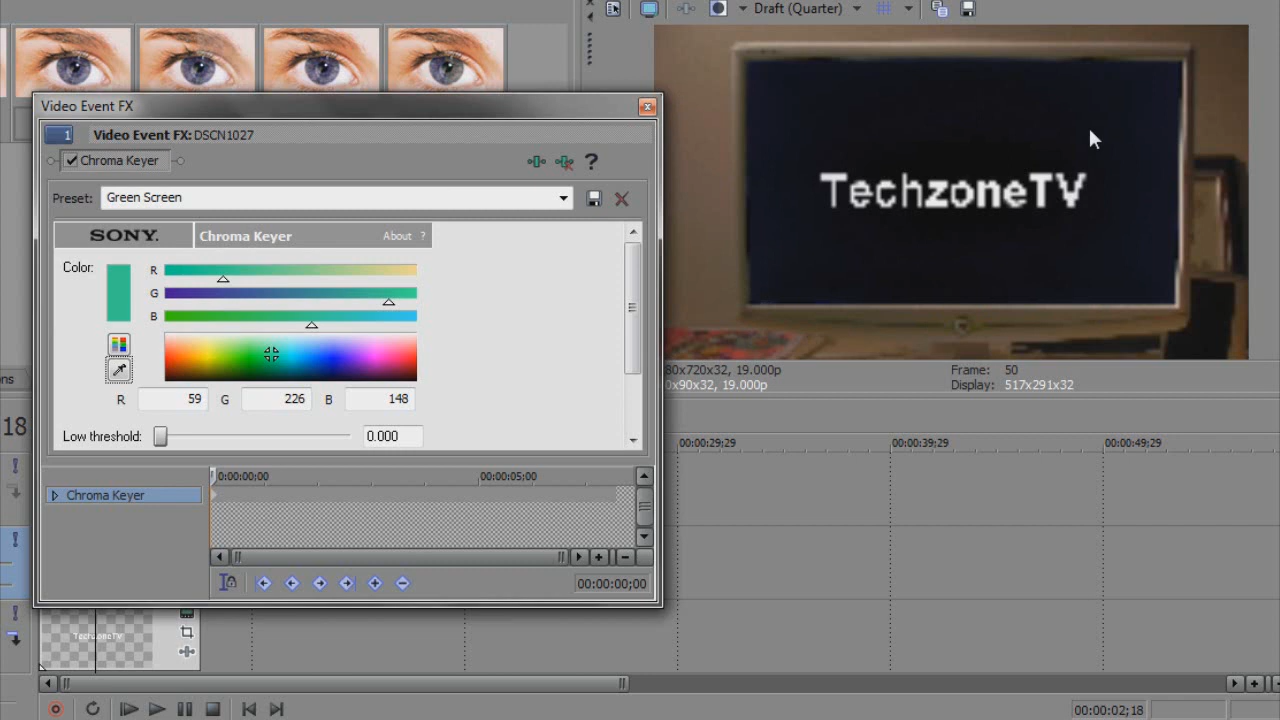 Draft (Quarter)
Video Event FX
1 Video Event FX: DSCN1027
Chroma Keyer
?
Preset: Green Screen
SONY. Chroma Keyer About ?
Color:
R
G
B
R 59 G 226 B 148
Low threshold: 0.000
0:00:00;00 00:00:05;00
Chroma Keyer
00:00:00;00
TechzoneTV
80x720x32, 19.000p
0x90x32, 19.000p
Frame: 50
Display: 517x291x32
ns
18
00:00:29;29 00:00:39;29 00:00:49;29
TechzoneTV
00:00:02;18